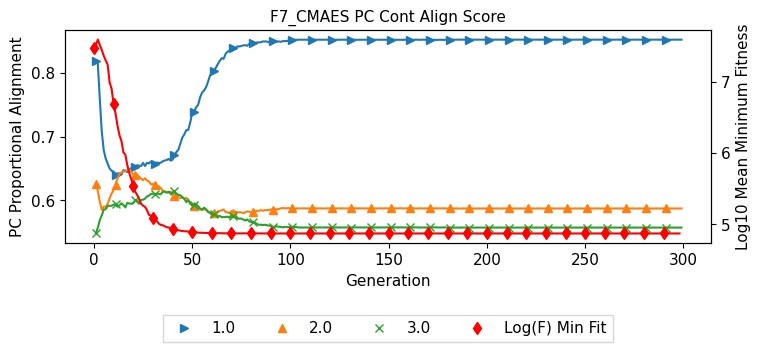 F7_CMAES PC Cont Align Score
PC Proportional Alignment
0.8
0.7
0.6
7
6
5
Log10 Mean Minimum Fitness
0 50 100 150 200 250 300
Generation
1.0 2.0 3.0 Log(F) Min Fit